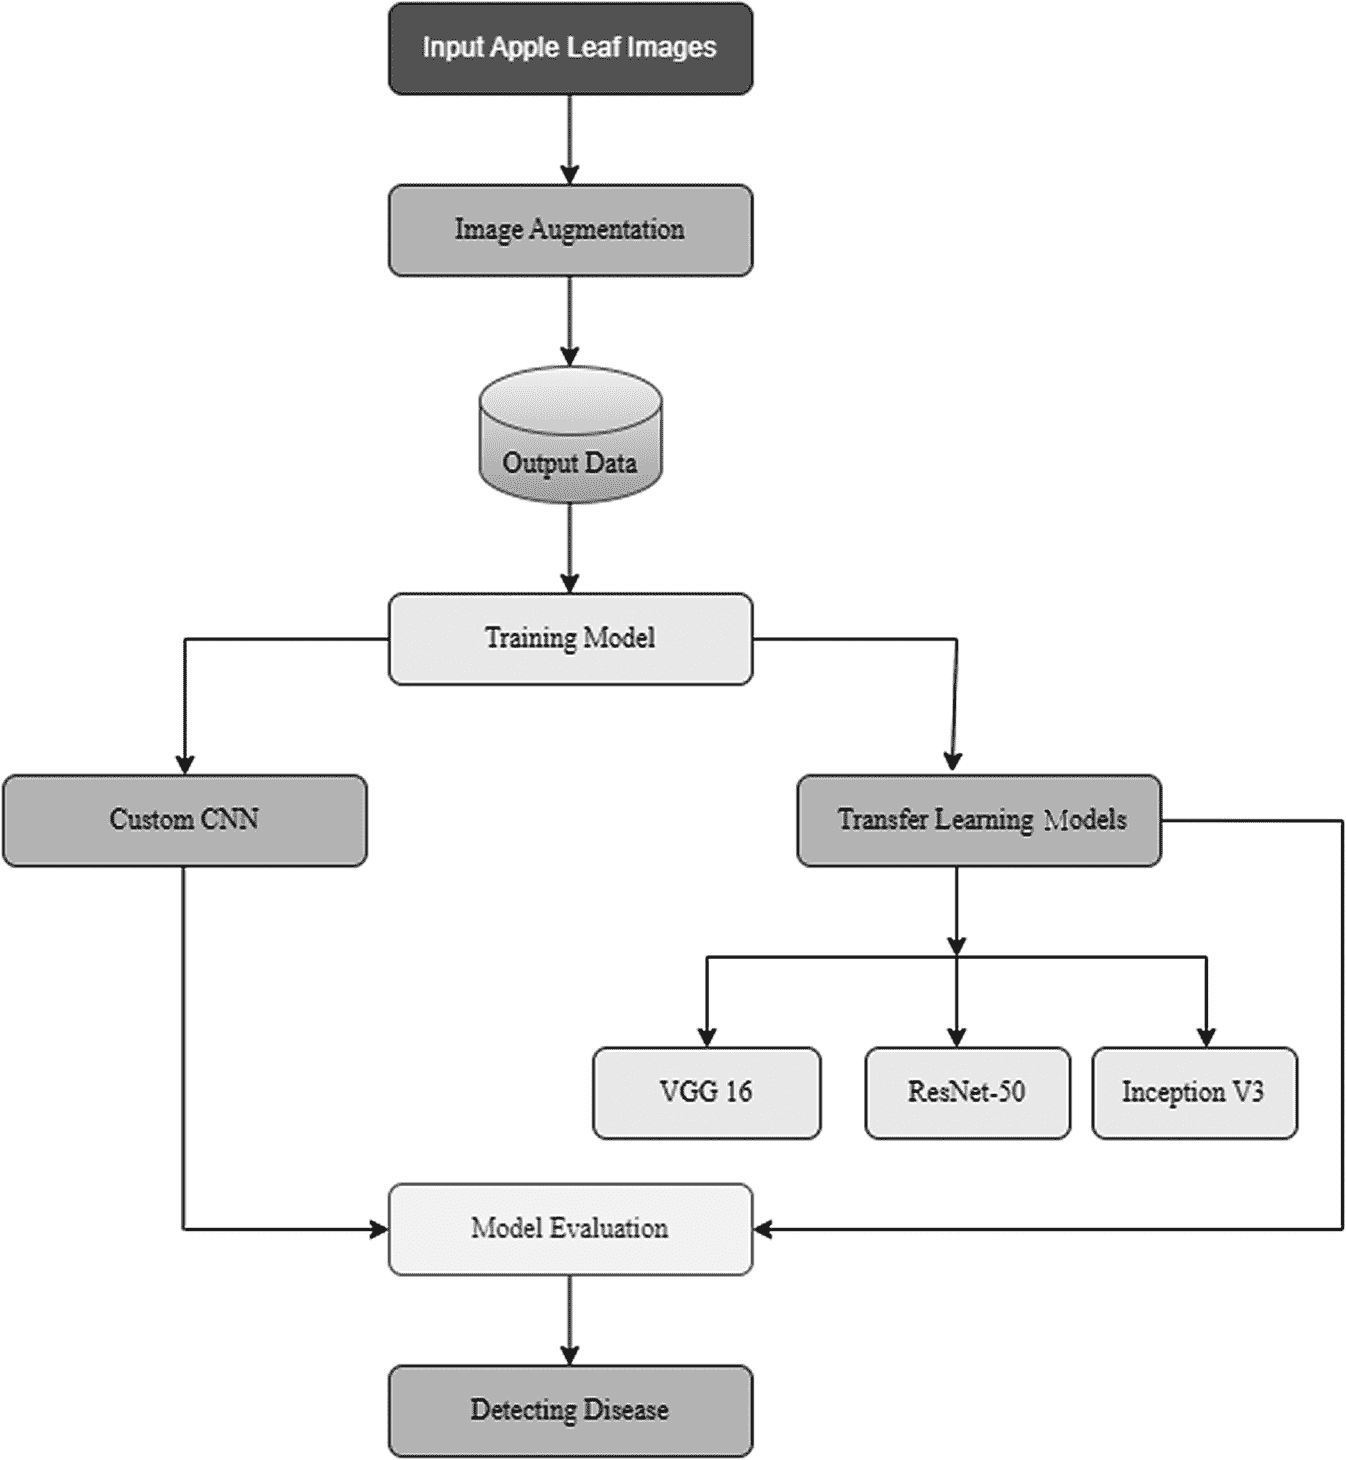 Input Apple Leaf Images
Image Augmentation
Output Data
Training Model
Custom CNN
Transfer Learning Models
VGG 16
ResNet-50
Inception V3
Model Evaluation
Detecting Disease